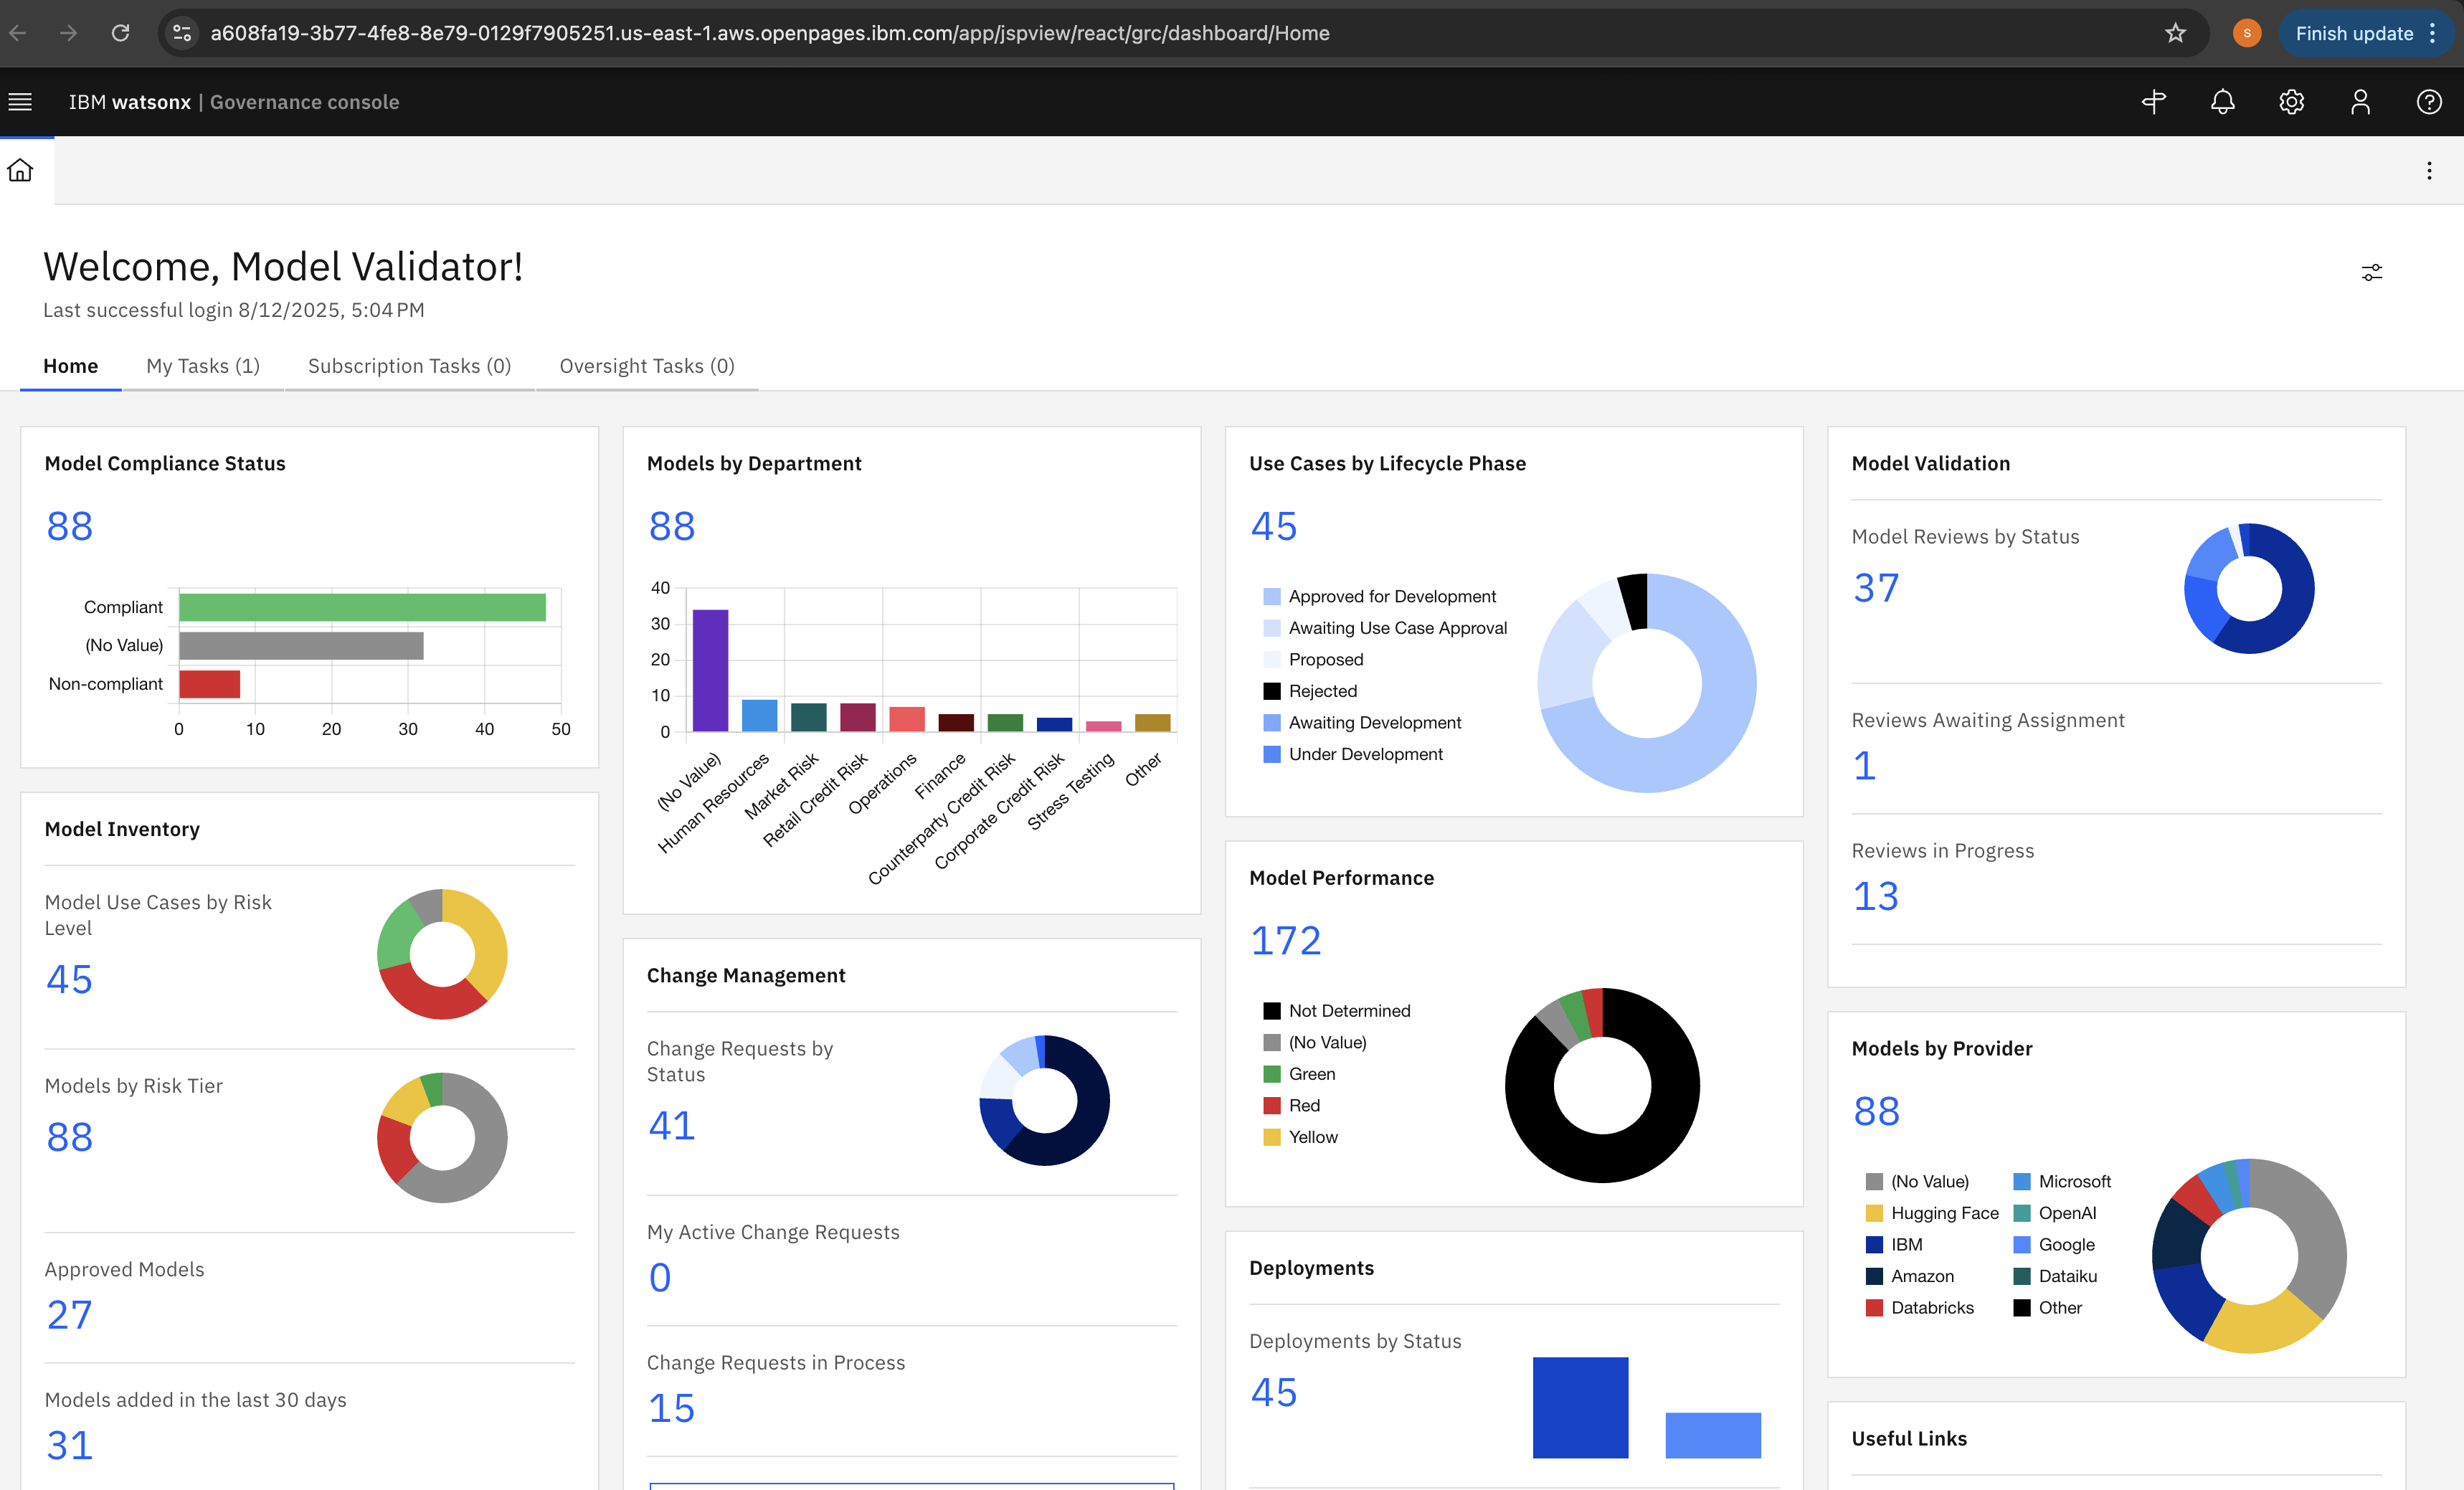 a608fa19-3b77-4fe8-8e79-0129f7905251.us-east-1.aws.openpages.ibm.com/app/jspview/react/grc/dashboard/Home
S
Finish update
IBM watsonx | Governance console
Welcome, Model Validator!
Last successful login 8/12/2025, 5:04 PM
Home
My Tasks (1)
Subscription Tasks (0)
Oversight Tasks (0)
Model Compliance Status
88
Compliant
(No Value)
Non-compliant
0 10 20 30 40 50
Model Inventory
Model Use Cases by Risk
Level
45
Models by Risk Tier
88
Approved Models
27
Models added in the last 30 days
31
Models by Department
88
40
30
20
10
0
(No Value)
Human Resources
Market Risk
Retail Credit Risk
Operations
Finance
Counterparty Credit Risk
Corporate Credit Risk
Stress Testing
Other
Change Management
Change Requests by
Status
41
My Active Change Requests
0
Change Requests in Process
15
Use Cases by Lifecycle Phase
45
Approved for Development
Awaiting Use Case Approval
Proposed
Rejected
Awaiting Development
Under Development
Model Performance
172
Not Determined
(No Value)
Green
Red
Yellow
Deployments
Deployments by Status
45
Model Validation
Model Reviews by Status
37
Reviews Awaiting Assignment
1
Reviews in Progress
13
Models by Provider
88
(No Value)
Hugging Face
IBM
Amazon
Databricks
Microsoft
OpenAI
Google
Dataiku
Other
Useful Links